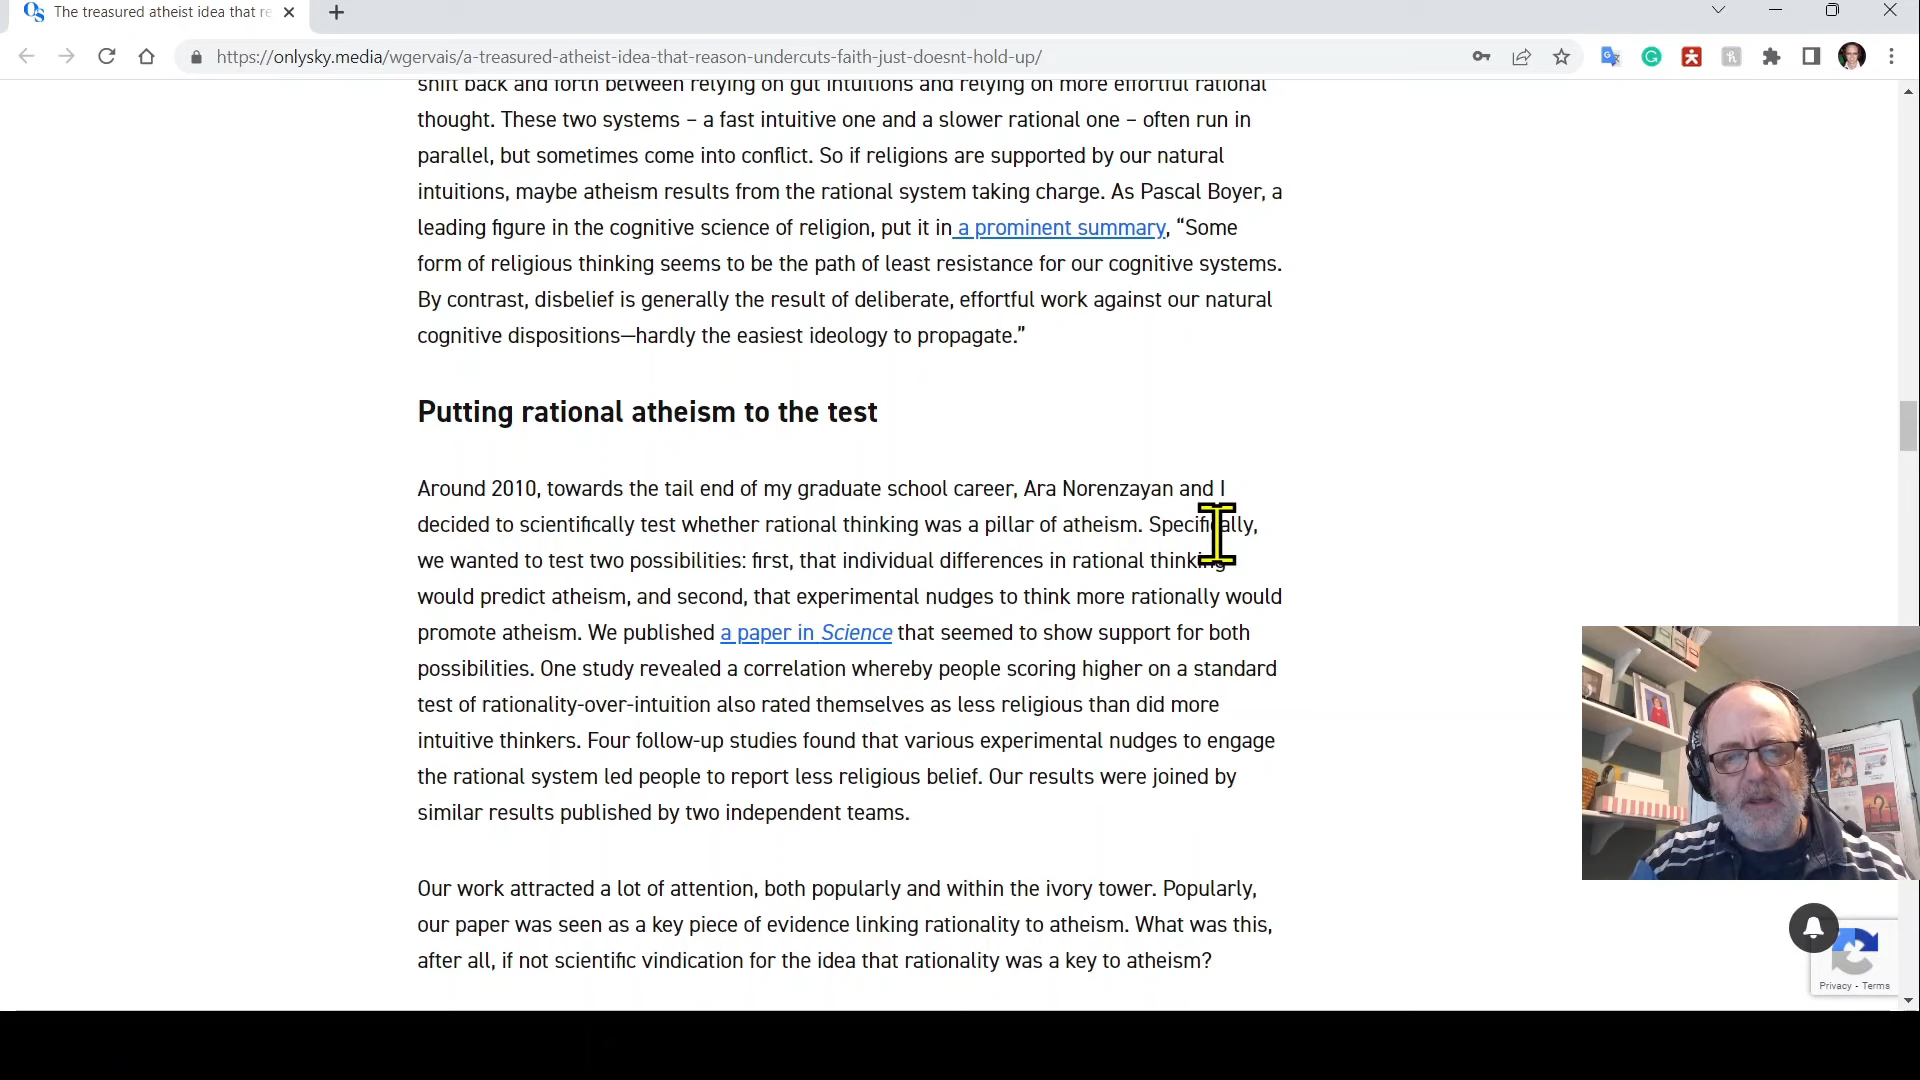 The treasured atheist idea that re
https://onlysky.media/wgervais/a-treasured-atheist-idea-that-reason-undercuts-faith-just-doesnt-hold-up/
shift back and forth between relying on gut intuitions and relying on more effortful rational
thought. These two systems – a fast intuitive one and a slower rational one – often run in
parallel, but sometimes come into conflict. So if religions are supported by our natural
intuitions, maybe atheism results from the rational system taking charge. As Pascal Boyer, a
leading figure in the cognitive science of religion, put it in a prominent summary, “Some
form of religious thinking seems to be the path of least resistance for our cognitive systems.
By contrast, disbelief is generally the result of deliberate, effortful work against our natural
cognitive dispositions—hardly the easiest ideology to propagate.”
Putting rational atheism to the test
Around 2010, towards the tail end of my graduate school career, Ara Norenzayan and I
decided to scientifically test whether rational thinking was a pillar of atheism. Specifically,
we wanted to test two possibilities: first, that individual differences in rational thinking
would predict atheism, and second, that experimental nudges to think more rationally would
promote atheism. We published a paper in Science that seemed to show support for both
possibilities. One study revealed a correlation whereby people scoring higher on a standard
test of rationality-over-intuition also rated themselves as less religious than did more
intuitive thinkers. Four follow-up studies found that various experimental nudges to engage
the rational system led people to report less religious belief. Our results were joined by
similar results published by two independent teams.
Our work attracted a lot of attention, both popularly and within the ivory tower. Popularly,
our paper was seen as a key piece of evidence linking rationality to atheism. What was this,
after all, if not scientific vindication for the idea that rationality was a key to atheism?
Privacy - Terms